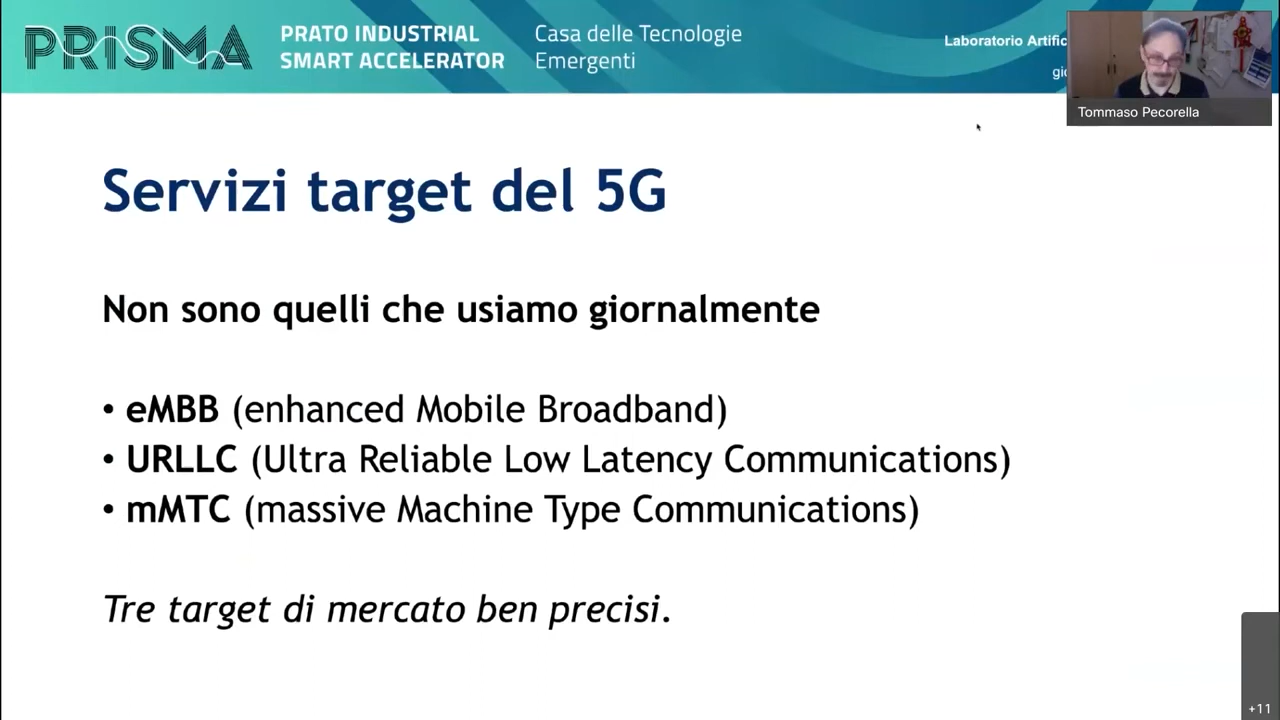 PRISMA
PRATO INDUSTRIAL
SMART ACCELERATOR
Casa delle Tecnologie
Emergenti
Laboratorio
Tommaso Pecorella
Servizi target del 5G
Non sono quelli che usiamo giornalmente
• eMBB (enhanced Mobile Broadband)
• URLLC (Ultra Reliable Low Latency Communications)
• mMTC (massive Machine Type Communications)
Tre target di mercato ben precisi.
+11